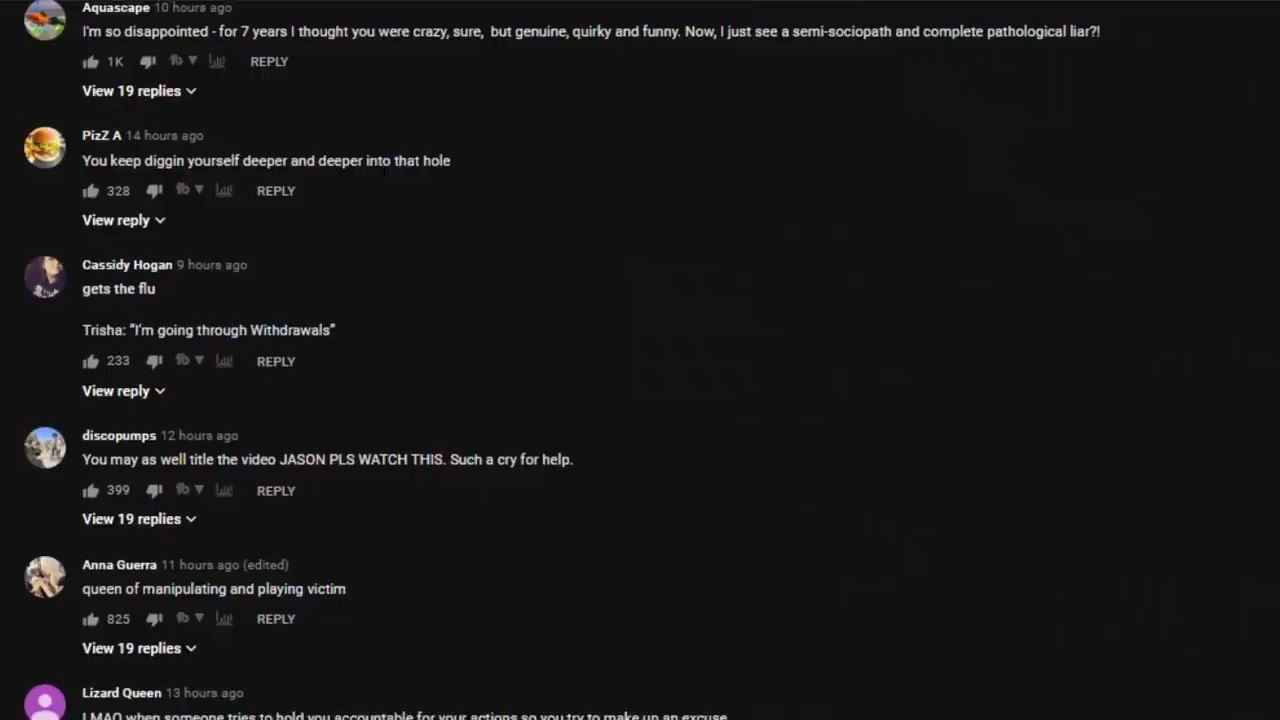 Aquascape 10 hours ago
I'm so disappointed - for 7 years I thought you were crazy, sure, but genuine, quirky and funny. Now, I just see a semi-sociopath and complete pathological liar?!
1K REPLY
View 19 replies
PizZ A 14 hours ago
You keep diggin yourself deeper and deeper into that hole
328 REPLY
View reply
Cassidy Hogan 9 hours ago
gets the flu
Trisha: “I'm going through Withdrawals”
233 REPLY
View reply
discopumps 12 hours ago
You may as well title the video JASON PLS WATCH THIS. Such a cry for help.
399 REPLY
View 19 replies
Anna Guerra 11 hours ago (edited)
queen of manipulating and playing victim
825 REPLY
View 19 replies
Lizard Queen 13 hours ago
LMAO when someone tries to hold you accountable for your actions so you try to make up an excuse